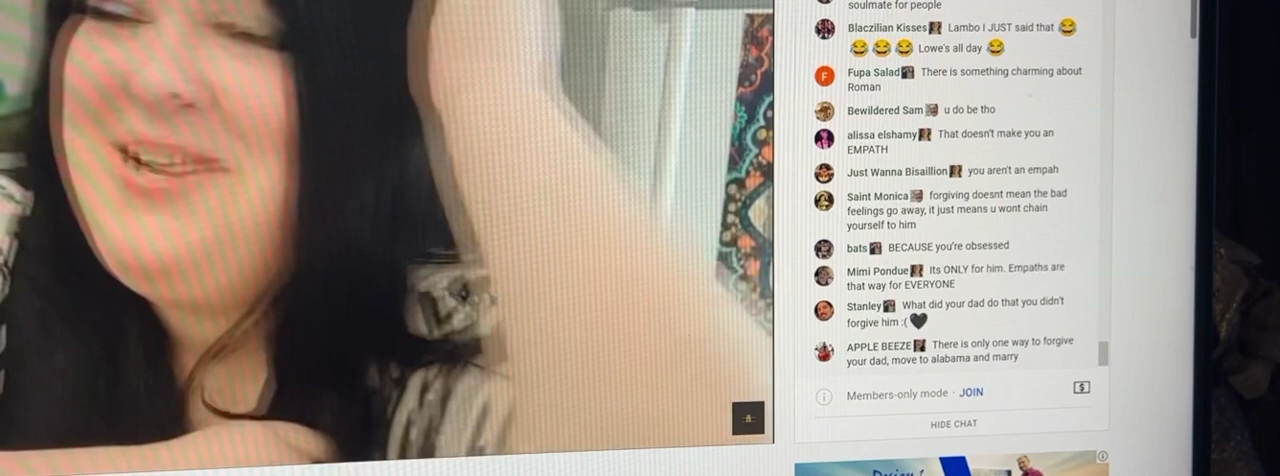 soulmate for people
Blaczilian Kisses Lambo I JUST said that 😂
😂😂😂 Lowe's all day 😂
F Fupa Salad There is something charming about
Roman
Bewildered Sam u do be tho
alissa elshamy That doesn't make you an
EMPATH
Just Wanna Bisaillion you aren't an empah
Saint Monica forgiving doesnt mean the bad
feelings go away, it just means u wont chain
yourself to him
bats BECAUSE you're obsessed
Mimi Pondue Its ONLY for him. Empaths are
that way for EVERYONE
Stanley What did your dad do that you didn't
forgive him :( 🖤
APPLE BEEZE There is only one way to forgive
your dad, move to alabama and marry
Members-only mode · JOIN
HIDE CHAT